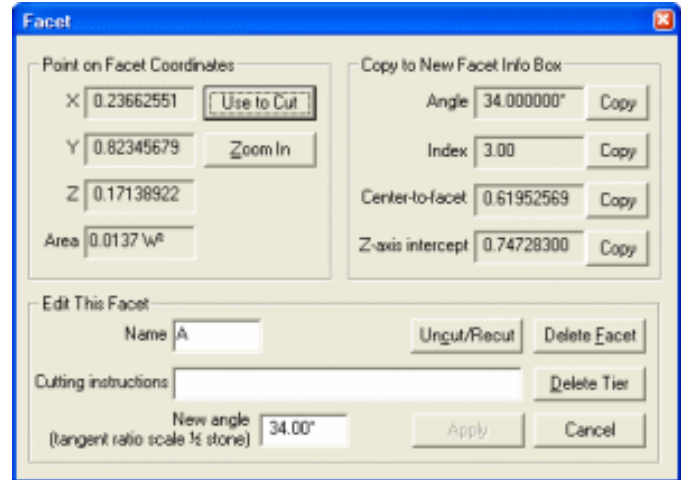 Facet
Point on Facet Coordinates
X 0.23662551 Use to Cut
Y 0.82345679 Zoom In
Z 0.17138922
Area 0.0137 W²
Copy to New Facet Info Box
Angle 34.000000° Copy
Index 3.00 Copy
Center-to-facet 0.61952569 Copy
Z-axis intercept 0.74728300 Copy
Edit This Facet
Name A Uncut/Recut Delete Facet
Cutting instructions Delete Tier
New angle
(tangent ratio scale ½ stone) 34.00° Apply Cancel